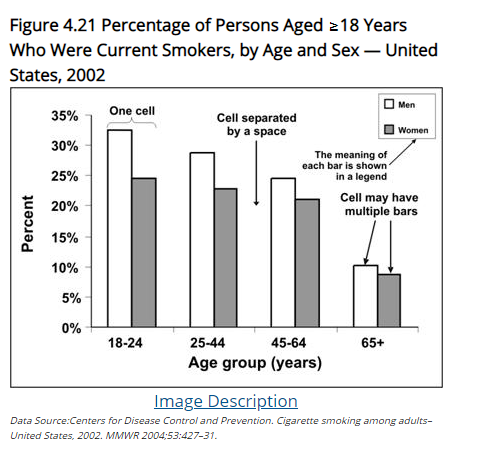 Figure 4.21 Percentage of Persons Aged ≥18 Years
Who Were Current Smokers, by Age and Sex — United
States, 2002
One cell
Cell separated
by a space
Men
Women
The meaning of
each bar is shown
in a legend
Cell may have
multiple bars
Percent
35%
30%
25%
20%
15%
10%
5%
0%
18-24 25-44 45-64 65+
Age group (years)
Image Description
Data Source:Centers for Disease Control and Prevention. Cigarette smoking among adults–
United States, 2002. MMWR 2004;53:427–31.